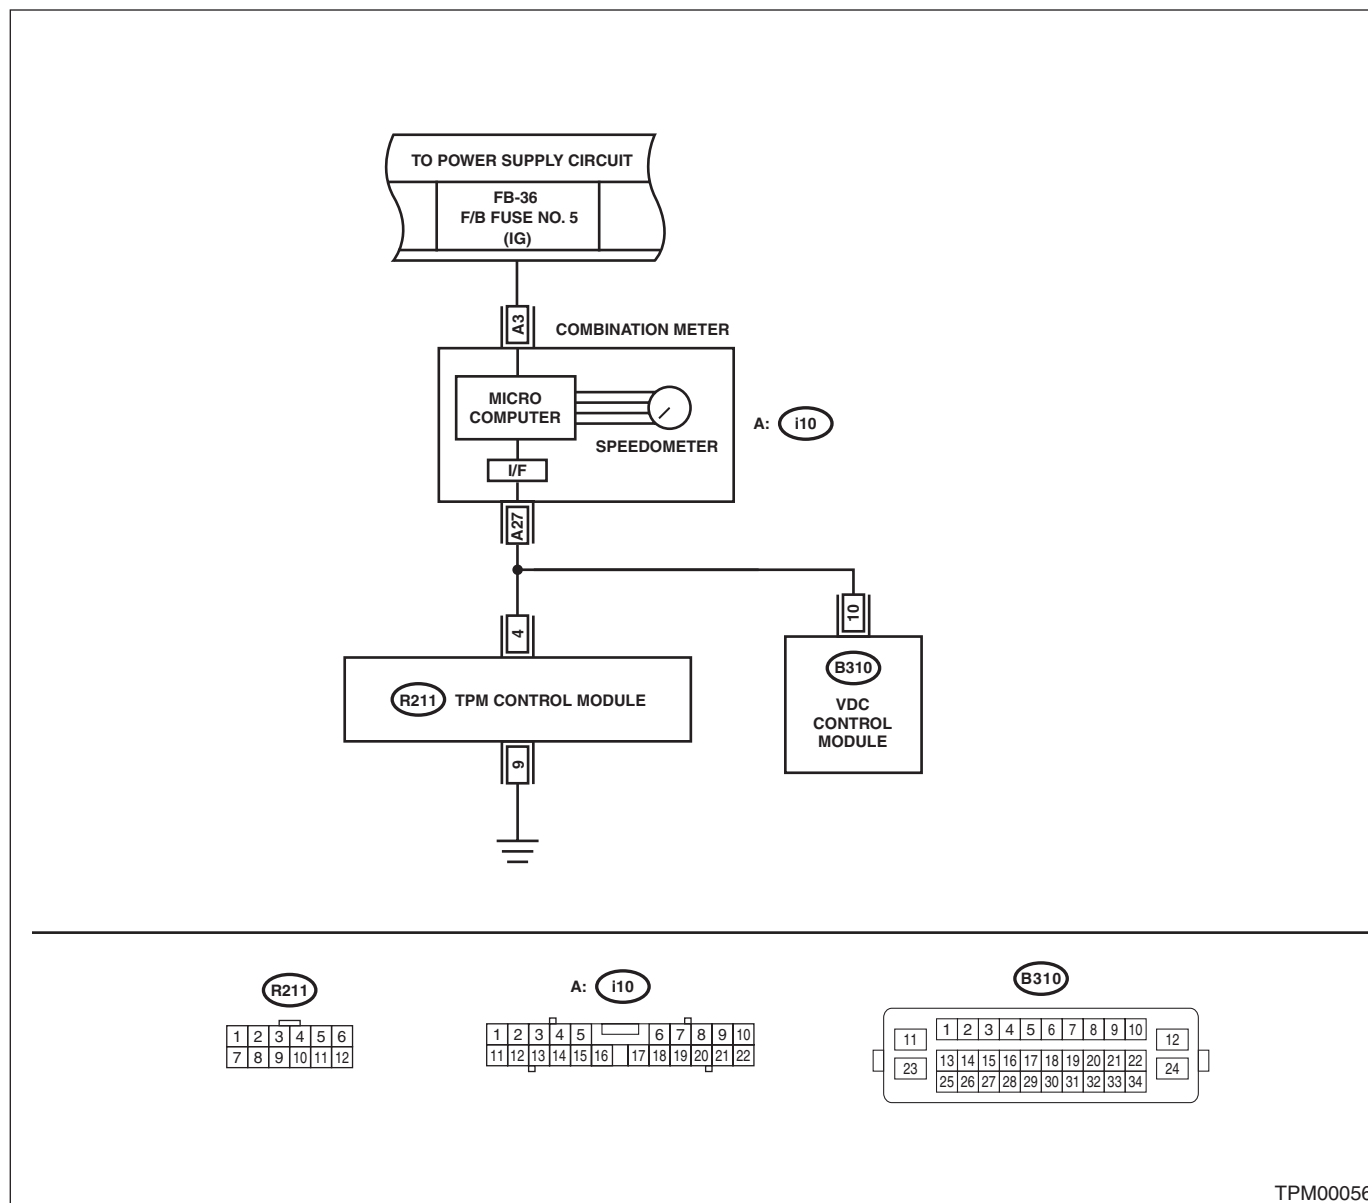 TO POWER SUPPLY CIRCUIT
FB-36
F/B FUSE NO. 5
(IG)
A3
COMBINATION METER
MICRO
COMPUTER
SPEEDOMETER
A: i10
I/F
A27
4
10
R211 TPM CONTROL MODULE
B310
VDC
CONTROL
MODULE
9
R211
1 2 3 4 5 6
7 8 9 10 11 12
A: i10
1 2 3 4 5 6 7 8 9 10
11 12 13 14 15 16 17 18 19 20 21 22
B310
1 2 3 4 5 6 7 8 9 10
11 12
13 14 15 16 17 18 19 20 21 22
23 24
25 26 27 28 29 30 31 32 33 34
TPM00056